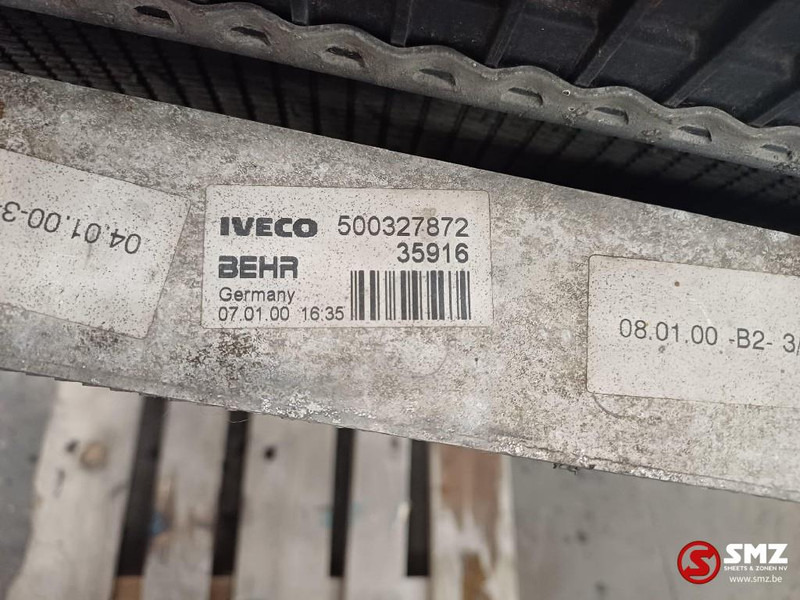 04.01.00-3
IVECO 500327872
35916
BEHR
Germany
07.01.00 16:35
08.01.00 -B2- 3/
SMZ
SMEETS & ZONEN NV
www.smz.be